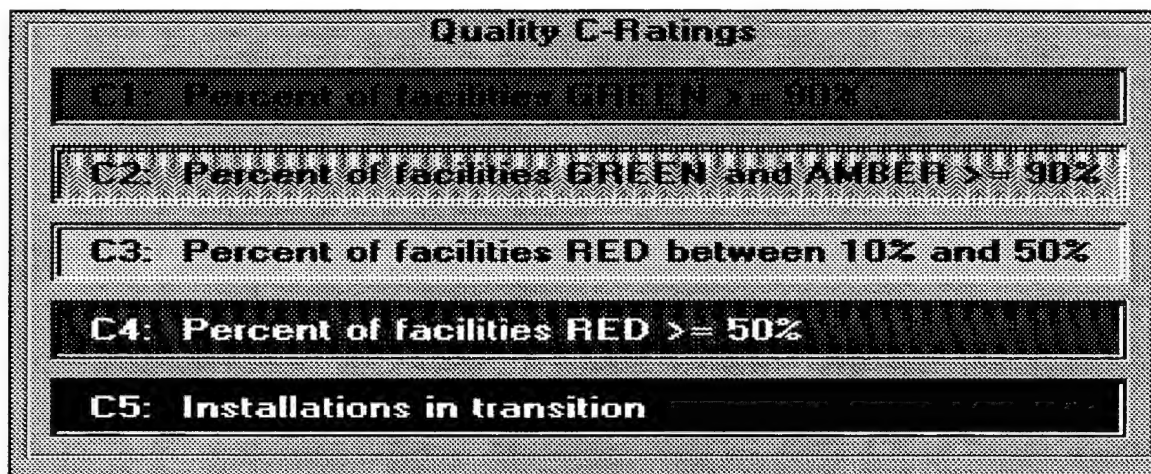 Quality C-Ratings
C1: Percent of facilities GREEN >= 90%
C2: Percent of facilities GREEN and AMBER >= 90%
C3: Percent of facilities RED between 10% and 50%
C4: Percent of facilities RED >= 50%
C5: Installations in transition